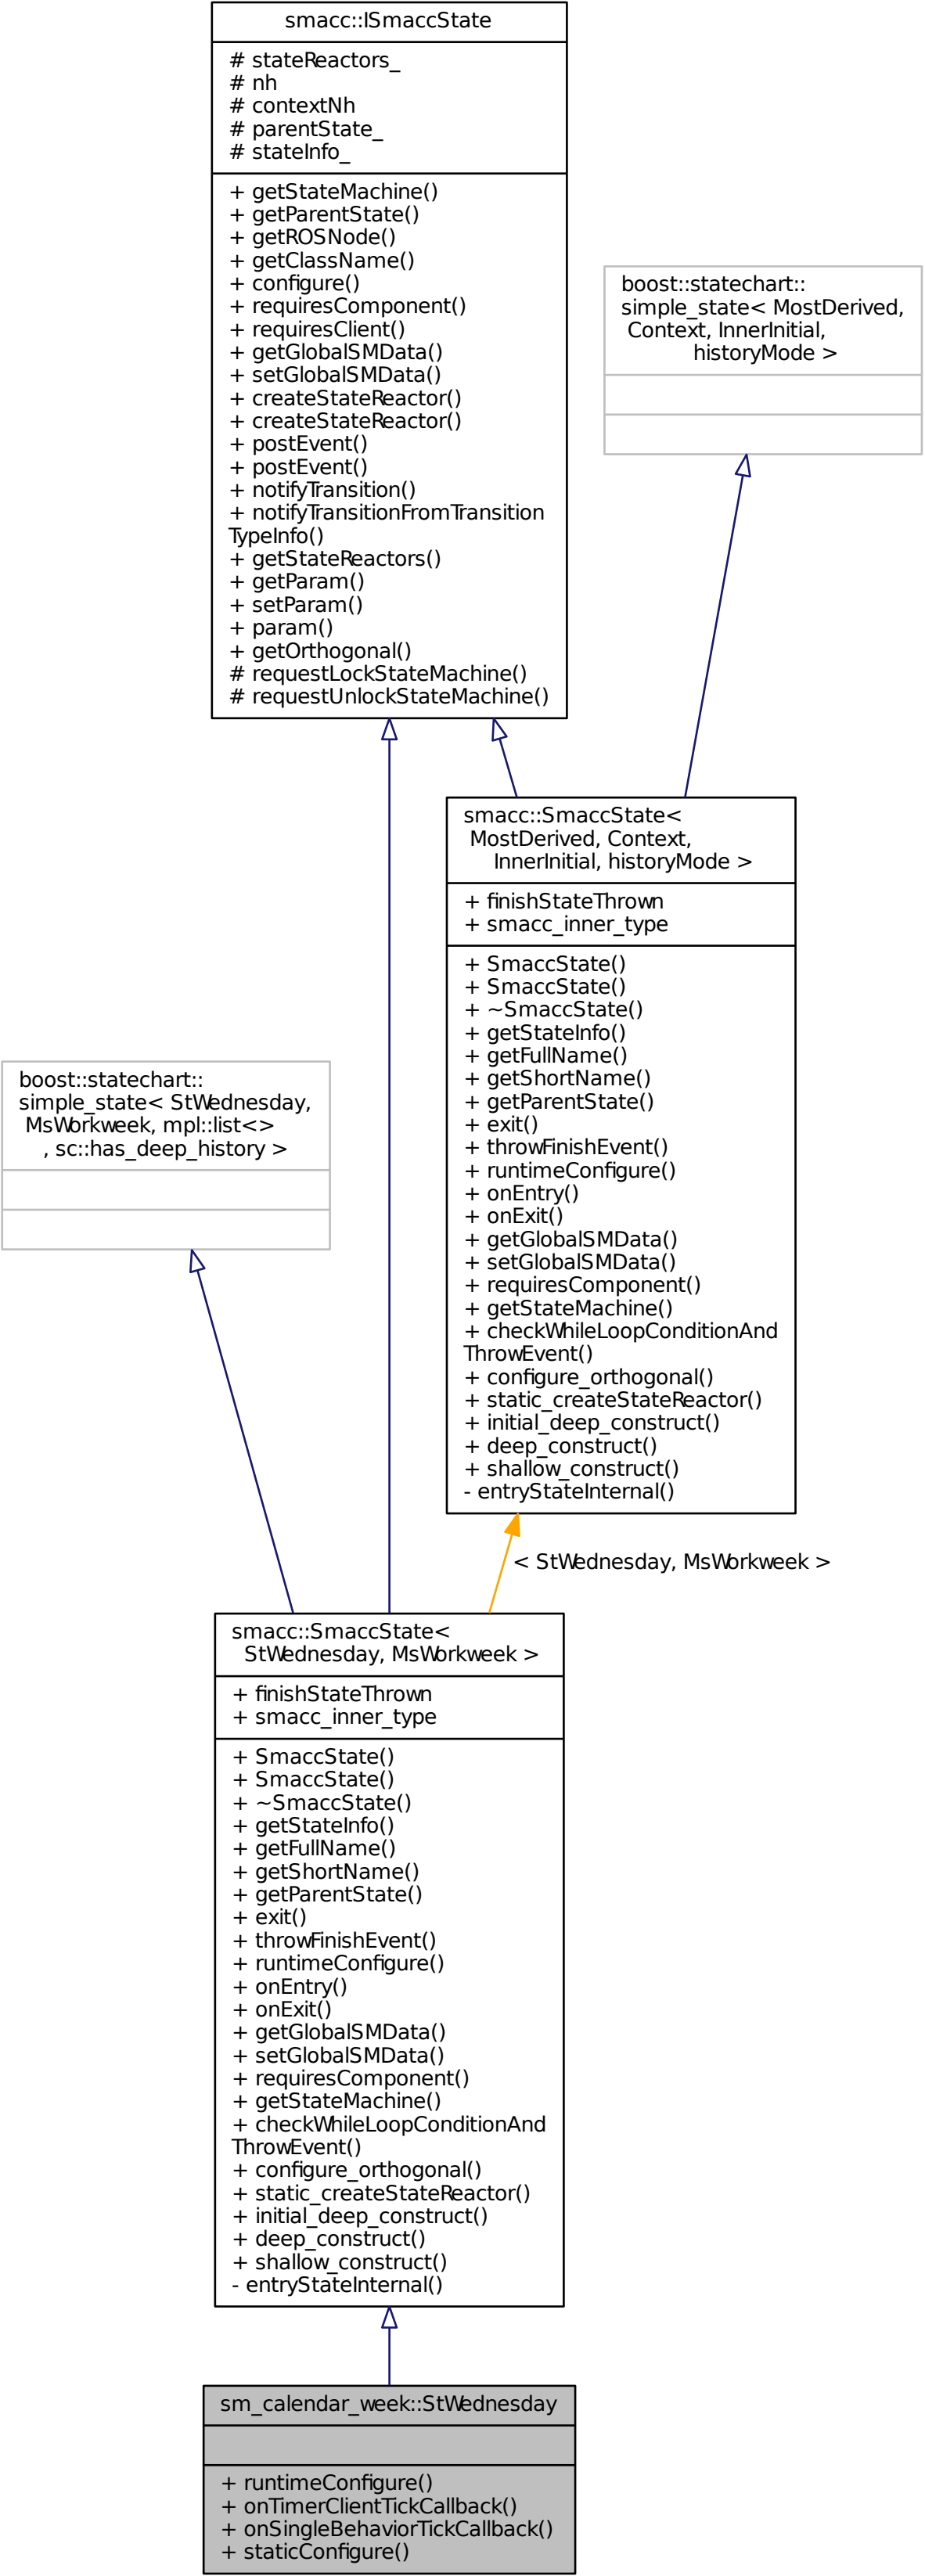 smacc::ISmaccState
# stateReactors_
# nh
# contextNh
# parentState_
# stateInfo_
+ getStateMachine()
+ getParentState()
+ getROSNode()
+ getClassName()
+ configure()
+ requiresComponent()
+ requiresClient()
+ getGlobalSMData()
+ setGlobalSMData()
+ createStateReactor()
+ createStateReactor()
+ postEvent()
+ postEvent()
+ notifyTransition()
+ notifyTransitionFromTransition
TypeInfo()
+ getStateReactors()
+ getParam()
+ setParam()
+ param()
+ getOrthogonal()
# requestLockStateMachine()
# requestUnlockStateMachine()
boost::statechart::
simple_state< MostDerived,
Context, InnerInitial,
historyMode >
smacc::SmaccState<
MostDerived, Context,
InnerInitial, historyMode >
+ finishStateThrown
+ smacc_inner_type
+ SmaccState()
+ SmaccState()
+ ~SmaccState()
+ getStateInfo()
+ getFullName()
+ getShortName()
+ getParentState()
+ exit()
+ throwFinishEvent()
+ runtimeConfigure()
+ onEntry()
+ onExit()
+ getGlobalSMData()
+ setGlobalSMData()
+ requiresComponent()
+ getStateMachine()
+ checkWhileLoopConditionAnd
ThrowEvent()
+ configure_orthogonal()
+ static_createStateReactor()
+ initial_deep_construct()
+ deep_construct()
+ shallow_construct()
- entryStateInternal()
boost::statechart::
simple_state< StWednesday,
MsWorkweek, mpl::list<>
, sc::has_deep_history >
< StWednesday, MsWorkweek >
smacc::SmaccState<
StWednesday, MsWorkweek >
+ finishStateThrown
+ smacc_inner_type
+ SmaccState()
+ SmaccState()
+ ~SmaccState()
+ getStateInfo()
+ getFullName()
+ getShortName()
+ getParentState()
+ exit()
+ throwFinishEvent()
+ runtimeConfigure()
+ onEntry()
+ onExit()
+ getGlobalSMData()
+ setGlobalSMData()
+ requiresComponent()
+ getStateMachine()
+ checkWhileLoopConditionAnd
ThrowEvent()
+ configure_orthogonal()
+ static_createStateReactor()
+ initial_deep_construct()
+ deep_construct()
+ shallow_construct()
- entryStateInternal()
sm_calendar_week::StWednesday
+ runtimeConfigure()
+ onTimerClientTickCallback()
+ onSingleBehaviorTickCallback()
+ staticConfigure()